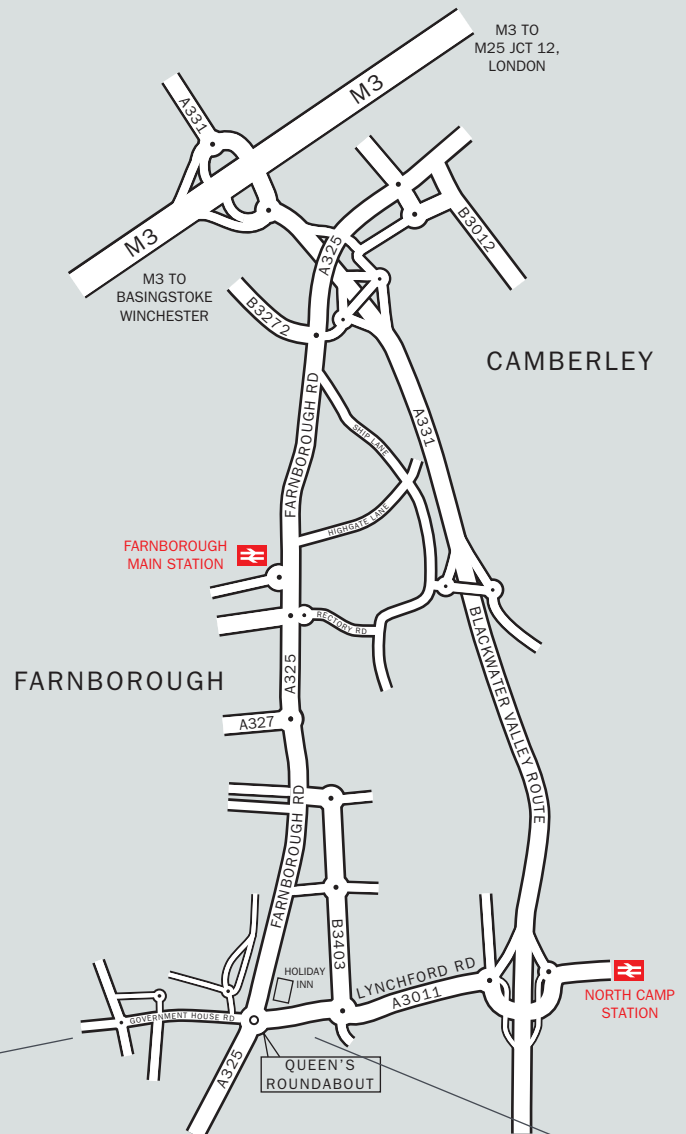 M3 TO
M25 JCT 12,
LONDON
M3
A331
B3012
A325
M3
M3 TO
BASINGSTOKE
WINCHESTER
B3272
CAMBERLEY
FARNBOROUGH RD
A331
SHIP LANE
HIGHGATE LANE
FARNBOROUGH
MAIN STATION
RECTORY RD
BLACKWATER VALLEY ROUTE
FARNBOROUGH
A325
A327
FARNBOROUGH RD
B3403
LYNCHFORD RD
HOLIDAY
INN
A3011
NORTH CAMP
STATION
GOVERNMENT HOUSE RD
A325
QUEEN'S
ROUNDABOUT